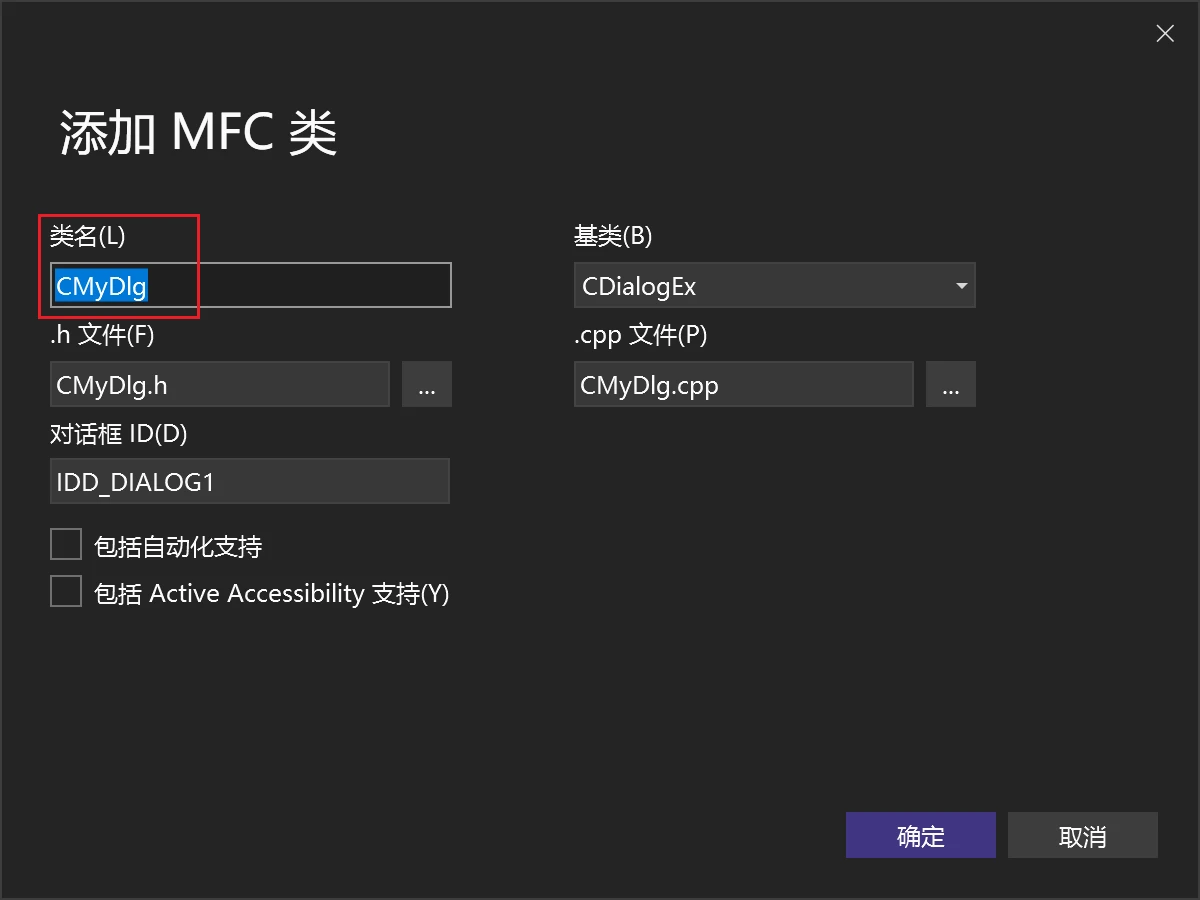 添加 MFC 类
类名(L)
基类(B)
CMyDlg
CDialogEx
.h 文件(F)
.cpp 文件(P)
CMyDlg.h
...
CMyDlg.cpp
...
对话框 ID(D)
IDD_DIALOG1
包括自动化支持
包括 Active Accessibility 支持(Y)
确定
取消